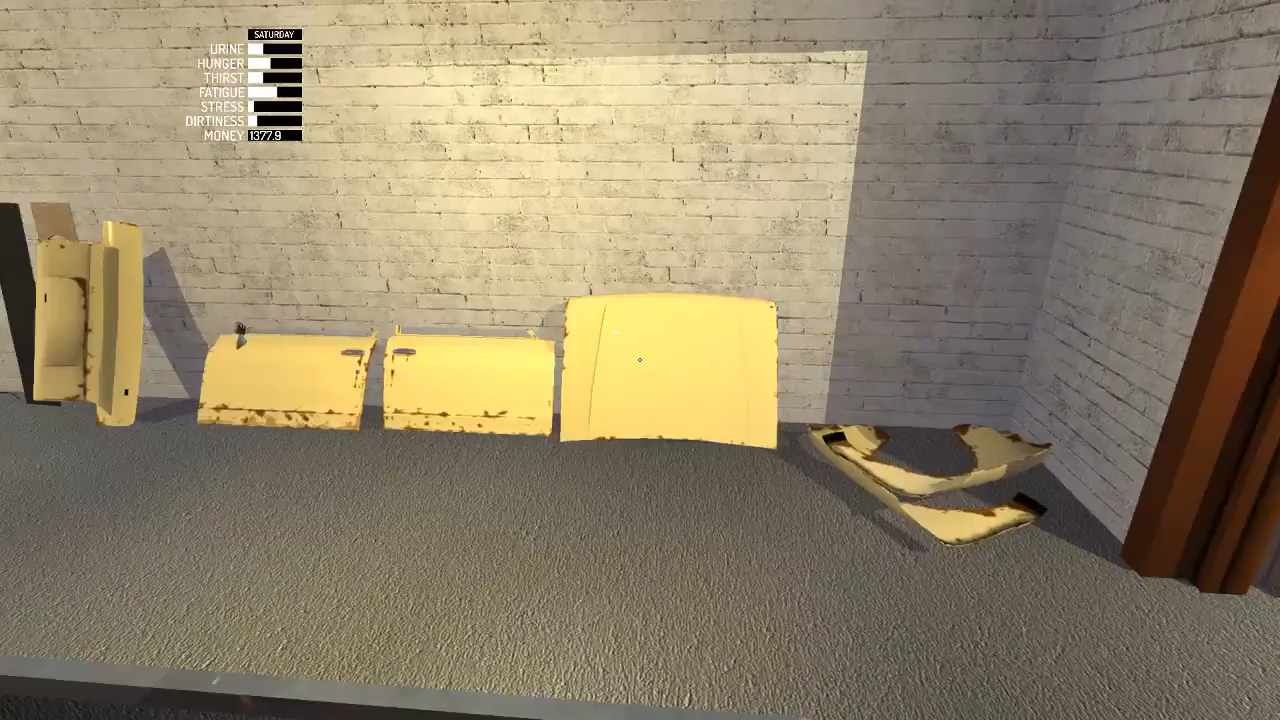 SATURDAY
URINE
HUNGER
THIRST
FATIGUE
STRESS
DIRTINESS
MONEY 1377.9